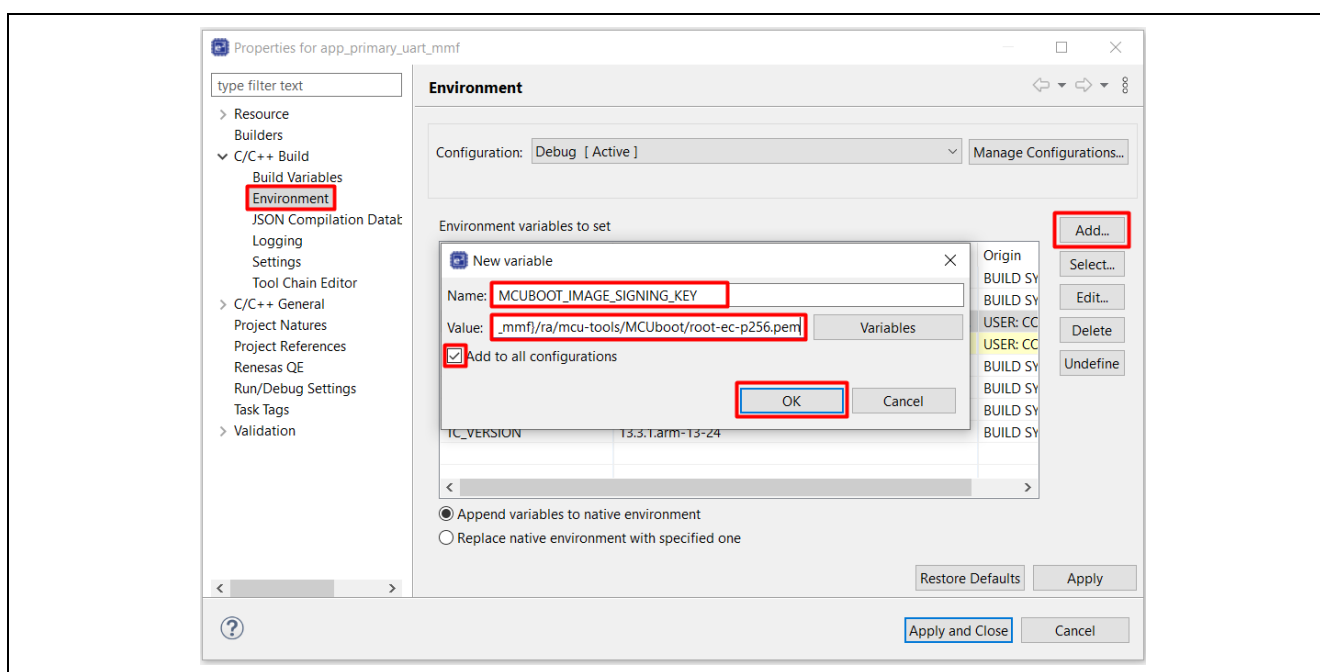 Properties for app_primary_uart_mmf
type filter text
Resource
Builders
C/C++ Build
Build Variables
Environment
JSON Compilation Datab
Logging
Settings
Tool Chain Editor
C/C++ General
Project Natures
Project References
Renesas QE
Run/Debug Settings
Task Tags
Validation
Environment
Configuration: Debug [ Active ]
Manage Configurations...
Environment variables to set
Origin
BUILD SY
BUILD SY
USER: CC
USER: CC
BUILD SY
BUILD SY
BUILD SY
TC_VERSION 13.3.1.arm-13-24 BUILD SY
Add...
Select...
Edit...
Delete
Undefine
New variable
Name: MCUBOOT_IMAGE_SIGNING_KEY
Value: _mmf}/ra/mcu-tools/MCUboot/root-ec-p256.pem Variables
Add to all configurations
OK Cancel
Append variables to native environment
Replace native environment with specified one
Restore Defaults Apply
Apply and Close Cancel